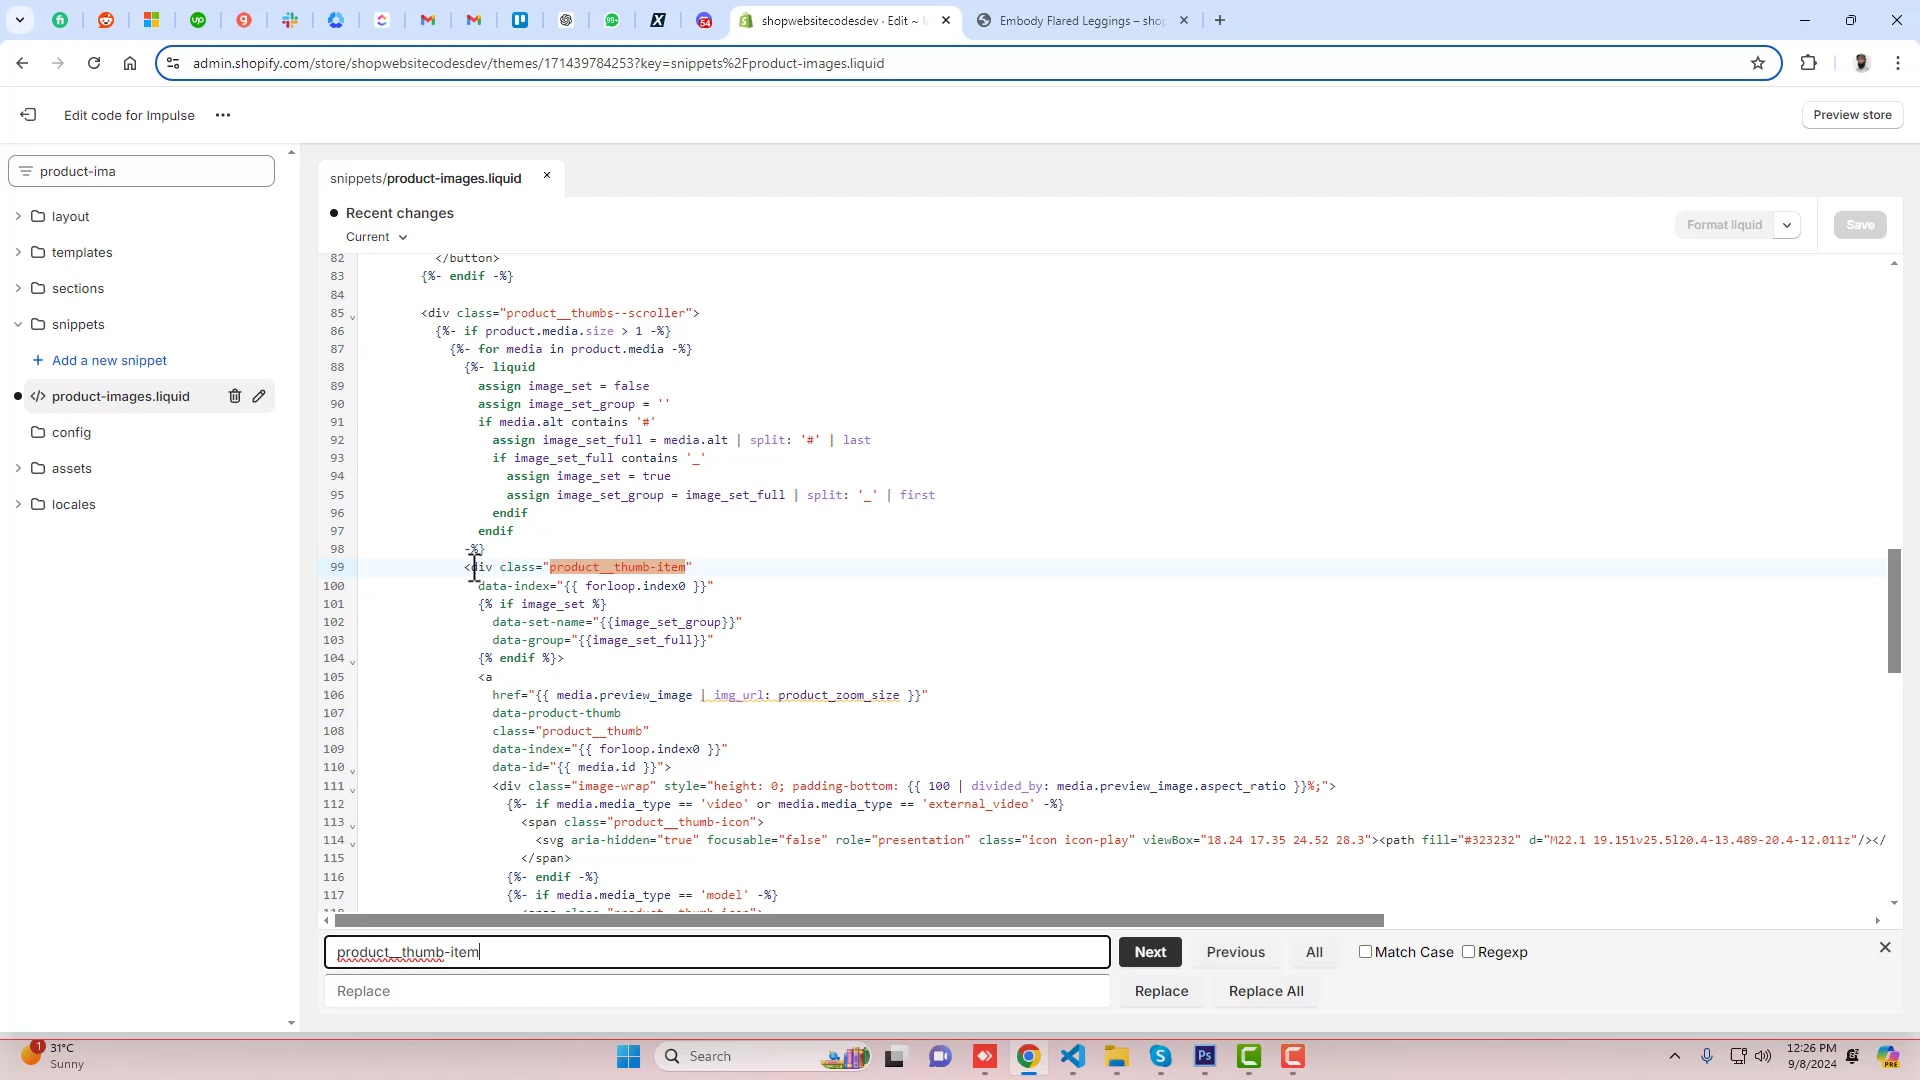 54
shopwebsitecodesdev · Edit ~ I
Embody Flared Leggings – shop
admin.shopify.com/store/shopwebsitecodesdev/themes/171439784253?key=snippets%2Fproduct-images.liquid
Edit code for Impulse
Preview store
product-ima
layout
templates
sections
snippets
Add a new snippet
product-images.liquid
config
assets
locales
snippets/product-images.liquid
Recent changes
Current
Format liquid
Save
82 </button>
83 {%- endif -%}
84
85 <div class="product__thumbs--scroller">
86 {%- if product.media.size > 1 -%}
87 {%- for media in product.media -%}
88 {%- liquid
89 assign image_set = false
90 assign image_set_group = ''
91 if media.alt contains '#'
92 assign image_set_full = media.alt | split: '#' | last
93 if image_set_full contains '_'
94 assign image_set = true
95 assign image_set_group = image_set_full | split: '_' | first
96 endif
97 endif
98 -%}
99 <div class="product__thumb-item"
100 data-index="{{ forloop.index0 }}"
101 {% if image_set %}
102 data-set-name="{{image_set_group}}"
103 data-group="{{image_set_full}}"
104 {% endif %}>
105 <a
106 href="{{ media.preview_image | img_url: product_zoom_size }}"
107 data-product-thumb
108 class="product__thumb"
109 data-index="{{ forloop.index0 }}"
110 data-id="{{ media.id }}">
111 <div class="image-wrap" style="height: 0; padding-bottom: {{ 100 | divided_by: media.preview_image.aspect_ratio }}%;">
112 {%- if media.media_type == 'video' or media.media_type == 'external_video' -%}
113 <span class="product__thumb-icon">
114 <svg aria-hidden="true" focusable="false" role="presentation" class="icon icon-play" viewBox="18.24 17.35 24.52 28.3"><path fill="#323232" d="M22.1 19.151v25.5l20.4-13.489-20.4-12.011z"/></
115 </span>
116 {%- endif -%}
117 {%- if media.media_type == 'model' -%}
118 <span class="product__thumb-icon">
product__thumb-item
Next
Previous
All
Match Case
Regexp
Replace
Replace
Replace All
1
31°C
Sunny
Search
12:26 PM
9/8/2024